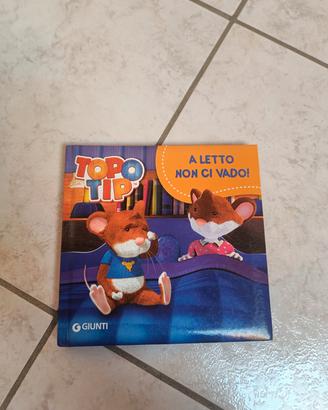 TOPO
TIP
A LETTO
NON CI VADO!
GIUNTI